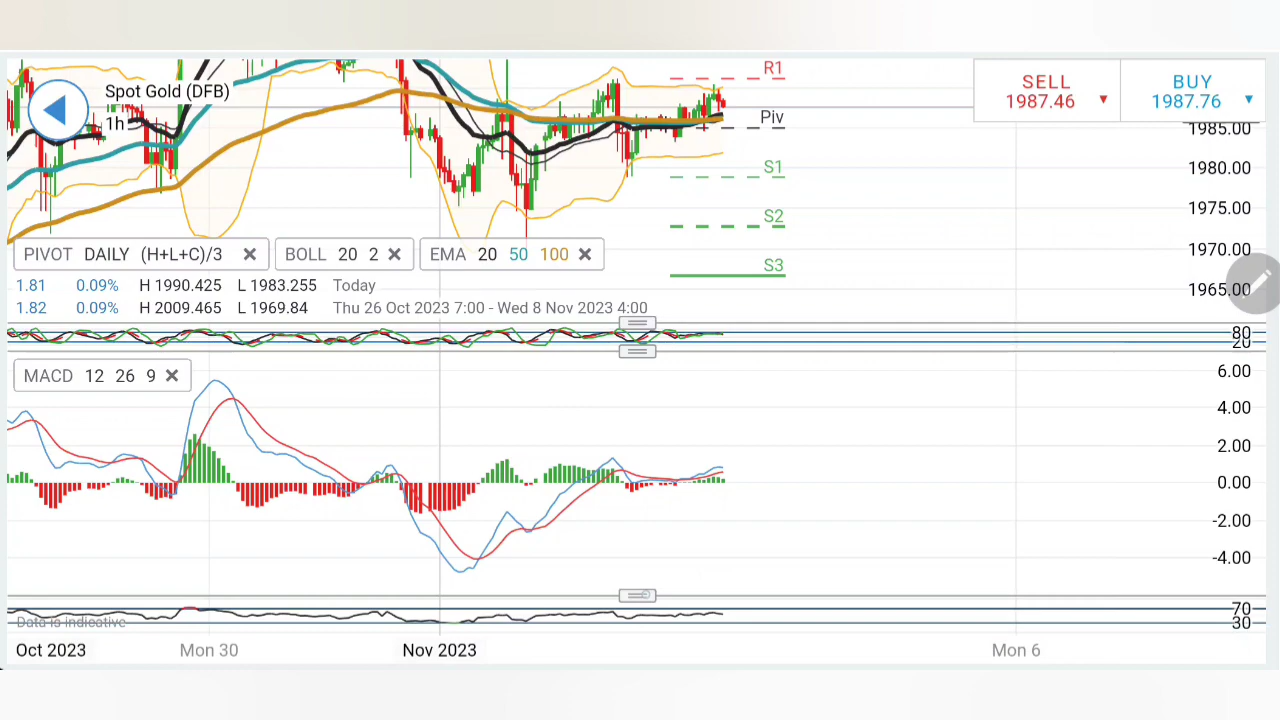 R1
SELL
BUY
Spot Gold (DFB)
1987.46
1987.76
1h
Piv
1985.00
S1
1980.00
S2
1975.00
PIVOT DAILY (H+L+C)/3
BOLL 20 2
EMA 20 50 100
1970.00
S3
1.81 0.09% H 1990.425 L 1983.255 Today
1965.00
1.82 0.09% H 2009.465 L 1969.84 Thu 26 Oct 2023 7:00 - Wed 8 Nov 2023 4:00
80
20
MACD 12 26 9
6.00
4.00
2.00
0.00
-2.00
-4.00
70
Data is indicative
30
Oct 2023
Mon 30
Nov 2023
Mon 6